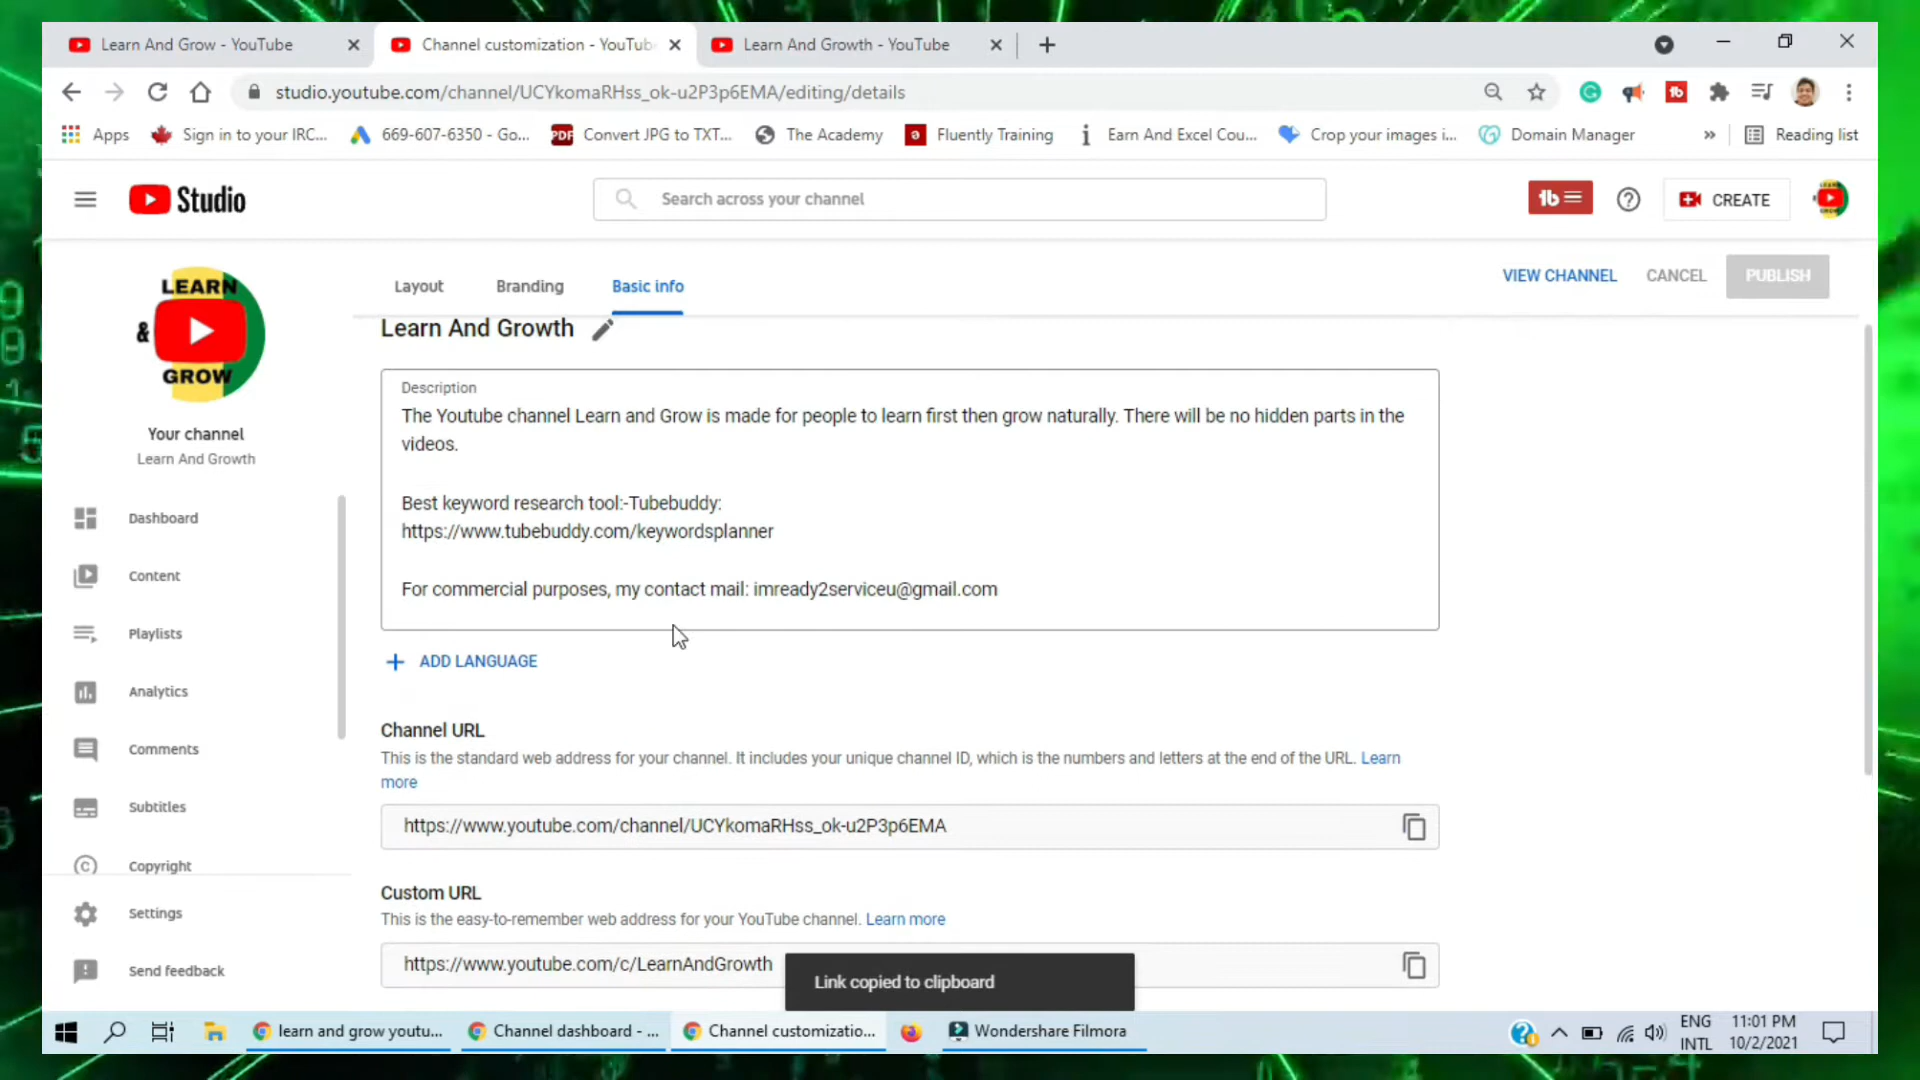 Learn And Grow - YouTube
Channel customization - YouTub
Learn And Growth - YouTube
studio.youtube.com/channel/UCYkomaRHss_ok-u2P3p6EMA/editing/details
Apps
Sign in to your IRC...
669-607-6350 - Go...
PDF
Convert JPG to TXT...
The Academy
Fluently Training
Earn And Excel Cou...
Crop your images i...
Domain Manager
»
Reading list
Studio
Search across your channel
CREATE
LEARN
&
GROW
Your channel
Learn And Growth
Dashboard
Content
Playlists
Analytics
Comments
Subtitles
Copyright
Settings
Send feedback
Layout
Branding
Basic info
VIEW CHANNEL
CANCEL
PUBLISH
Learn And Growth
Description
The Youtube channel Learn and Grow is made for people to learn first then grow naturally. There will be no hidden parts in the
videos.
Best keyword research tool:-Tubebuddy:
https://www.tubebuddy.com/keywordsplanner
For commercial purposes, my contact mail: imready2serviceu@gmail.com
ADD LANGUAGE
Channel URL
This is the standard web address for your channel. It includes your unique channel ID, which is the numbers and letters at the end of the URL. Learn
more
https://www.youtube.com/channel/UCYkomaRHss_ok-u2P3p6EMA
Custom URL
This is the easy-to-remember web address for your YouTube channel. Learn more
https://www.youtube.com/c/LearnAndGrowth
Link copied to clipboard
learn and grow youtu...
Channel dashboard - ...
Channel customizatio...
Wondershare Filmora
ENG
INTL
11:01 PM
10/2/2021